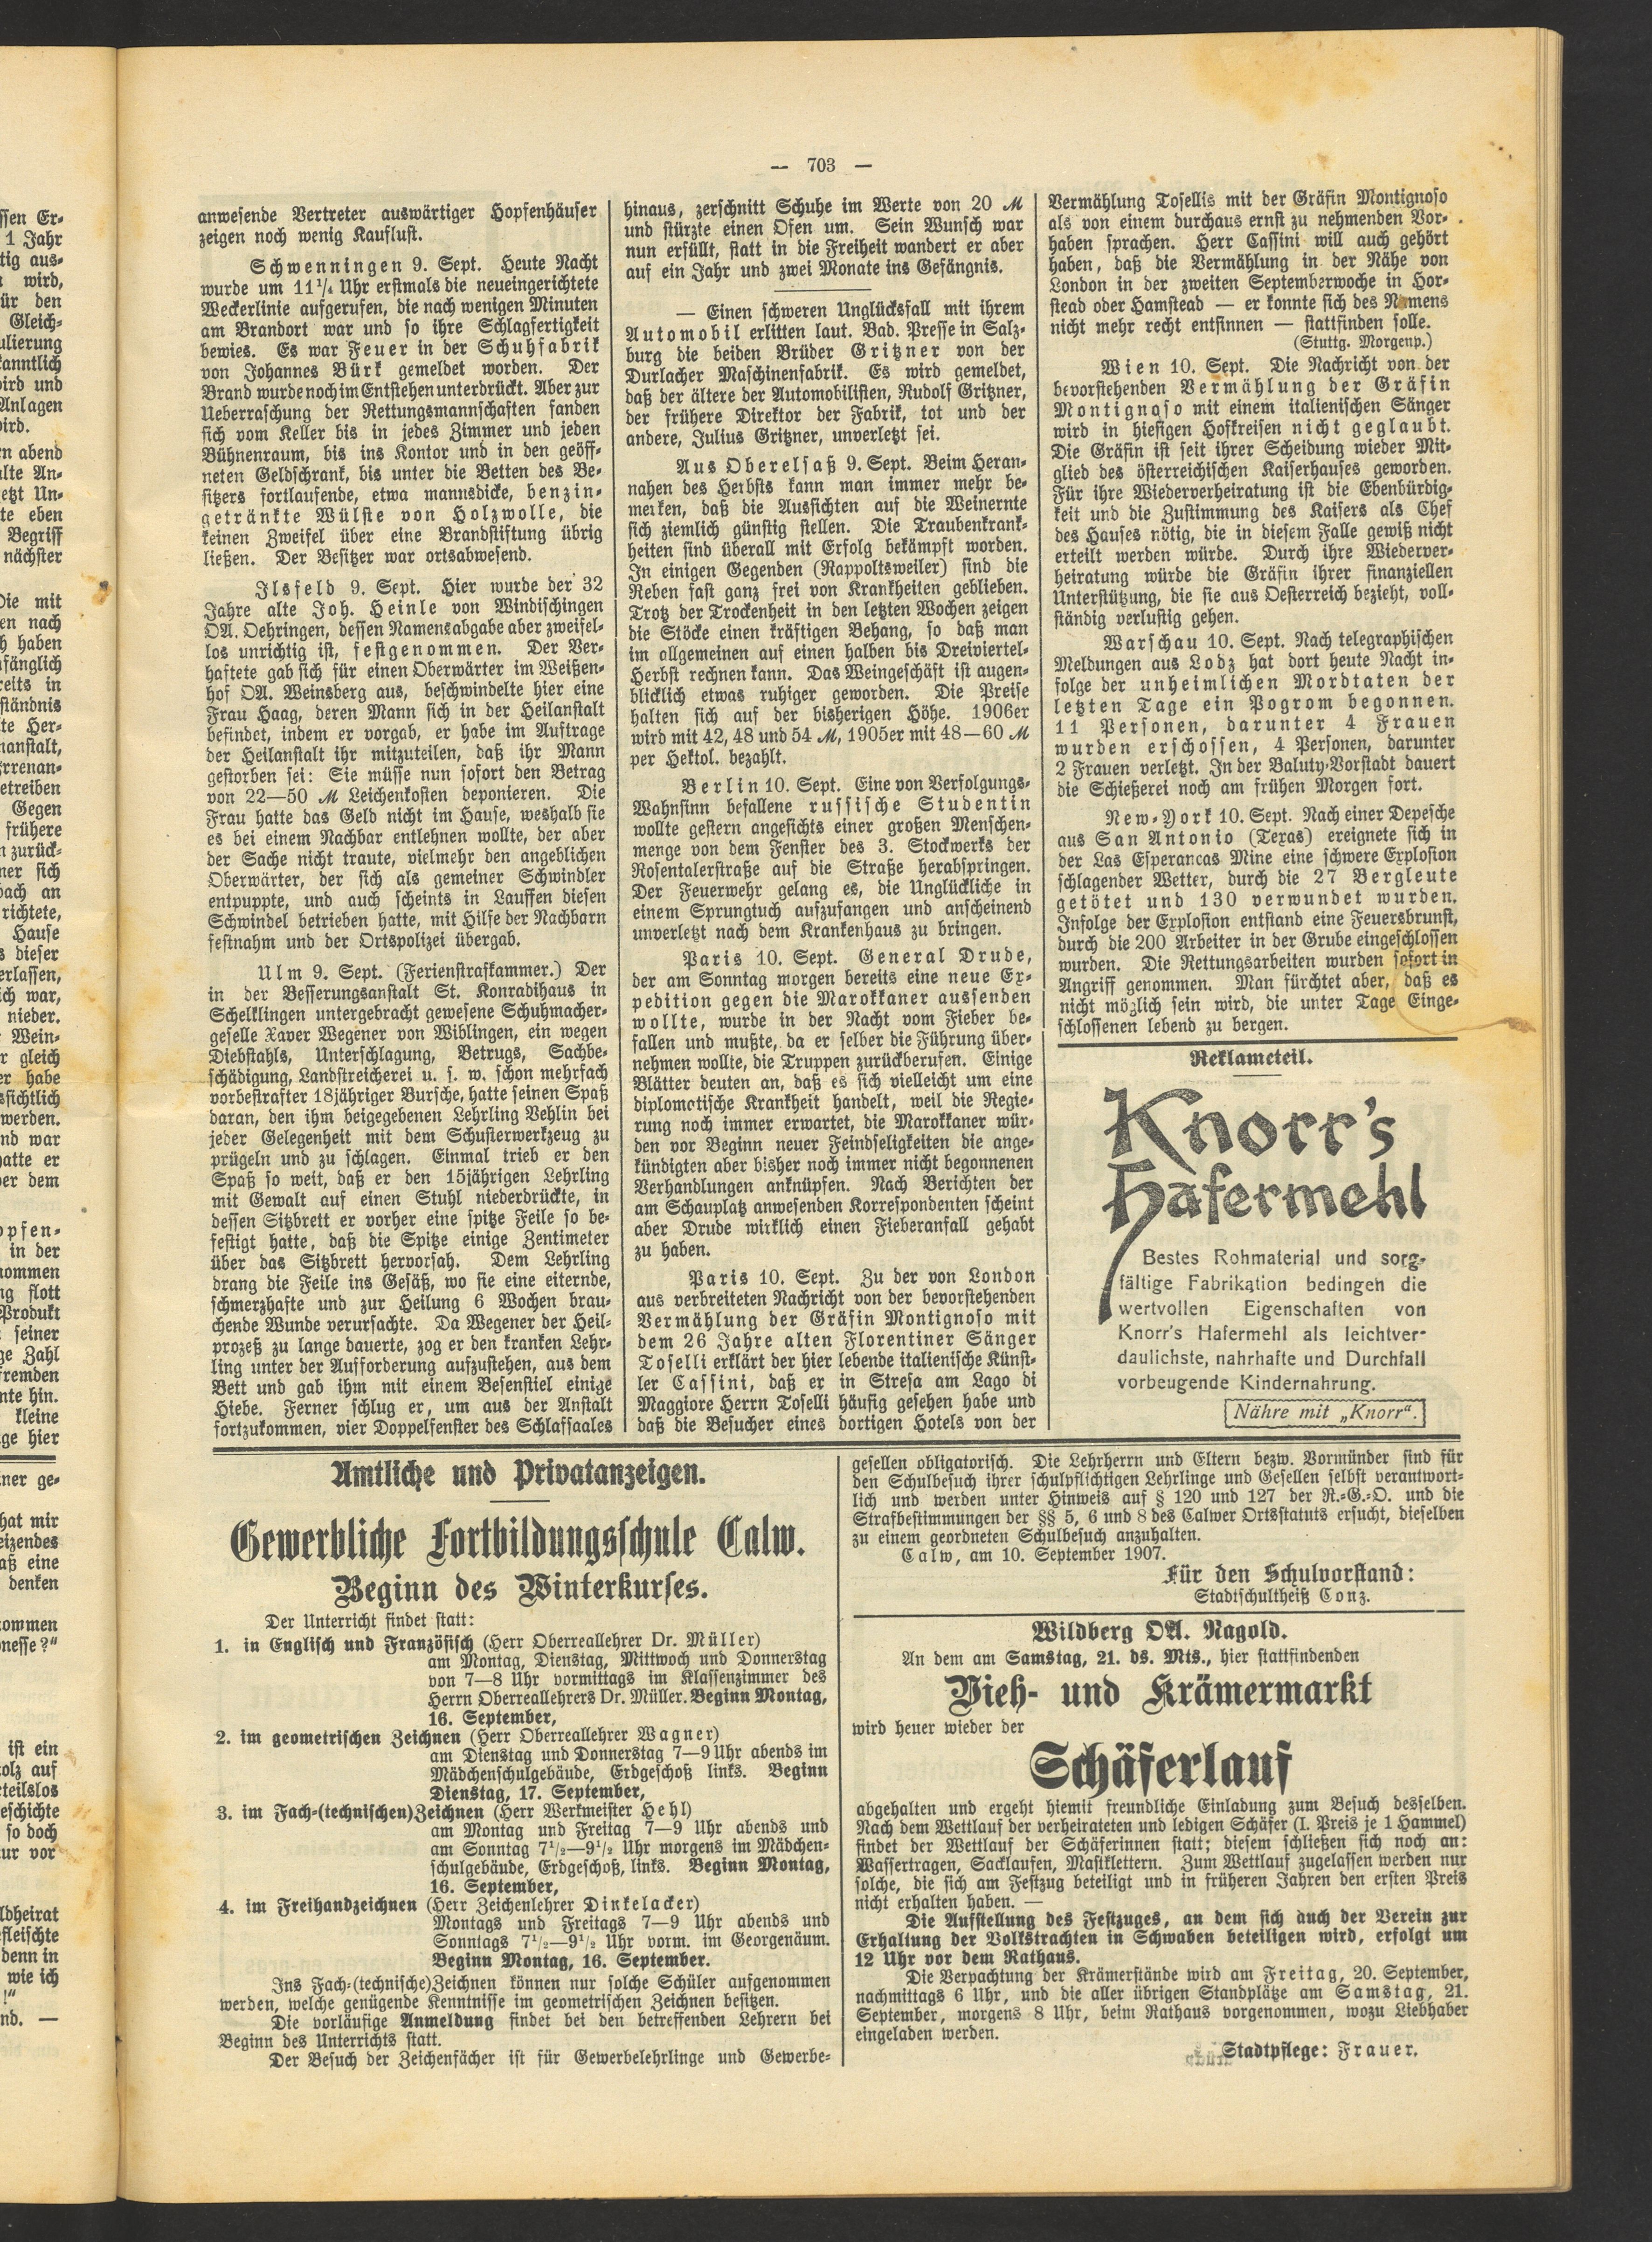 — 703 —
anwesende Vertreter auswärtiger Hopfenhäuser
zeigen noch wenig Kauflust.
Schwenningen 9. Sept. Heute Nacht
wurde um 11¼ Uhr erstmals die neueingerichtete
Weckerlinie aufgerufen, die nach wenigen Minuten
am Brandort war und so ihre Schlagfertigkeit
bewies. Es war Feuer in der Schuhfabrik
von Johannes Bürk gemeldet worden. Der
Brand wurde noch im Entstehen unterdrückt. Aber zur
Ueberraschung der Rettungsmannschaften fanden
sich vom Keller bis in jedes Zimmer und jeden
Bühnenraum, bis ins Kontor und in den geöff-
neten Geldschrank, bis unter die Betten des Be-
sitzers fortlaufende, etwa mannsdicke, benzin-
getränkte Wülste von Holzwolle, die
keinen Zweifel über eine Brandstiftung übrig
ließen. Der Besitzer war ortsabwesend.
Ilsfeld 9. Sept. Hier wurde der 32
Jahre alte Joh. Heinle von Windischingen
OA. Oehringen, dessen Namensabgabe aber zweifel-
los unrichtig ist, festgenommen. Der Ver-
haftete gab sich für einen Oberwärter im Weißen-
hof OA. Weinsberg aus, beschwindelte hier eine
Frau Haag, deren Mann sich in der Heilanstalt
befindet, indem er vorgab, er habe im Auftrage
der Heilanstalt ihr mitzuteilen, daß ihr Mann
gestorben sei: Sie müsse nun sofort den Betrag
von 22—50 ℳ Leichenkosten deponieren. Die
Frau hatte das Geld nicht im Hause, weshalb sie
es bei einem Nachbar entlehnen wollte, der aber
der Sache nicht traute, vielmehr den angeblichen
Oberwärter, der sich als gemeiner Schwindler
entpuppte, und auch scheints in Lauffen diesen
Schwindel betrieben hatte, mit Hilfe der Nachbarn
festnahm und der Ortspolizei übergab.
Ulm 9. Sept. (Ferienstrafkammer.) Der
in der Besserungsanstalt St. Konradihaus in
Schelklingen untergebracht gewesene Schuhmacher-
geselle Xaver Wegener von Wiblingen, ein wegen
Diebstahls, Unterschlagung, Betrugs, Sachbe-
schädigung, Landstreicherei u. s. w. schon mehrfach
vorbestrafter 18jähriger Bursche, hatte seinen Spaß
daran, den ihm beigegebenen Lehrling Vehlin bei
jeder Gelegenheit mit dem Schusterwerkzeug zu
prügeln und zu schlagen. Einmal trieb er den
Spaß so weit, daß er den 15jährigen Lehrling
mit Gewalt auf einen Stuhl niederdrückte, in
dessen Sitzbrett er vorher eine spitze Feile so be-
festigt hatte, daß die Spitze einige Zentimeter
über das Sitzbrett hervorsah. Dem Lehrling
drang die Feile ins Gesäß, wo sie eine eiternde,
schmerzhafte und zur Heilung 6 Wochen brau-
chende Wunde verursachte. Da Wegener der Heil-
prozeß zu lange dauerte, zog er den kranken Lehr-
ling unter der Aufforderung aufzustehen, aus dem
Bett und gab ihm mit einem Besenstiel einige
Hiebe. Ferner schlug er, um aus der Anstalt
fortzukommen, vier Doppelfenster des Schlafsaales
hinaus, zerschnitt Schuhe im Werte von 20 ℳ
und stürzte einen Ofen um. Sein Wunsch war
nun erfüllt, statt in die Freiheit wandert er aber
auf ein Jahr und zwei Monate ins Gefängnis.
— Einen schweren Unglücksfall mit ihrem
Automobil erlitten laut. Bad. Presse in Salz-
burg die beiden Brüder Gritzner von der
Durlacher Maschinenfabrik. Es wird gemeldet,
daß der ältere der Automobilisten, Rudolf Gritzner,
der frühere Direktor der Fabrik, tot und der
andere, Julius Gritzner, unverletzt sei.
Aus Oberelsaß 9. Sept. Beim Heran-
nahen des Herbsts kann man immer mehr be-
merken, daß die Aussichten auf die Weinernte
sich ziemlich günstig stellen. Die Traubenkrank-
heiten sind überall mit Erfolg bekämpft worden.
In einigen Gegenden (Rappoltsweiler) sind die
Reben fast ganz frei von Krankheiten geblieben.
Trotz der Trockenheit in den letzten Wochen zeigen
die Stöcke einen kräftigen Behang, so daß man
im allgemeinen auf einen halben bis Dreiviertel-
Herbst rechnen kann. Das Weingeschäft ist augen-
blicklich etwas ruhiger geworden. Die Preise
halten sich auf der bisherigen Höhe. 1906er
wird mit 42, 48 und 54 ℳ, 1905er mit 48—60 ℳ
per Hektol. bezahlt.
Berlin 10. Sept. Eine von Verfolgungs-
Wahnsinn befallene russische Studentin
wollte gestern angesichts einer großen Menschen-
menge von dem Fenster des 3. Stockwerks der
Rosentalerstraße auf die Straße herabspringen.
Der Feuerwehr gelang es, die Unglückliche in
einem Sprungtuch aufzufangen und anscheinend
unverletzt nach dem Krankenhaus zu bringen.
Paris 10. Sept. General Drude,
der am Sonntag morgen bereits eine neue Ex-
pedition gegen die Marokkaner aussenden
wollte, wurde in der Nacht vom Fieber be-
fallen und mußte, da er selber die Führung über-
nehmen wollte, die Truppen zurückberufen. Einige
Blätter deuten an, daß es sich vielleicht um eine
diplomatische Krankheit handelt, weil die Regie-
rung noch immer erwartet, die Marokkaner wür-
den vor Beginn neuer Feindseligkeiten die ange-
kündigten aber bisher noch immer nicht begonnenen
Verhandlungen anknüpfen. Nach Berichten der
am Schauplatz anwesenden Korrespondenten scheint
aber Drude wirklich einen Fieberanfall gehabt
zu haben.
Paris 10. Sept. Zu der von London
aus verbreiteten Nachricht von der bevorstehenden
Vermählung der Gräfin Montignoso mit
dem 26 Jahre alten Florentiner Sänger
Toselli erklärt der hier lebende italienische Künst-
ler Cassini, daß er in Stresa am Lago di
Maggiore Herrn Toselli häufig gesehen habe und
daß die Besucher eines dortigen Hotels von der
Vermählung Tosellis mit der Gräfin Montignoso
als von einem durchaus ernst zu nehmenden Vor-
haben sprachen. Herr Cassini will auch gehört
haben, daß die Vermählung in der Nähe von
London in der zweiten Septemberwoche in Hor-
stead oder Hamstead — er konnte sich des Namens
nicht mehr recht entsinnen — stattfinden solle.
(Stuttg. Morgenp.)
Wien 10. Sept. Die Nachricht von der
bevorstehenden Vermählung der Gräfin
Montignoso mit einem italienischen Sänger
wird in hiesigen Hofkreisen nicht geglaubt.
Die Gräfin ist seit ihrer Scheidung wieder Mit-
glied des österreichischen Kaiserhauses geworden.
Für ihre Wiederverheiratung ist die Ebenbürdig-
keit und die Zustimmung des Kaisers als Chef
des Hauses nötig, die in diesem Falle gewiß nicht
erteilt werden würde. Durch ihre Wiederver-
heiratung würde die Gräfin ihrer finanziellen
Unterstützung, die sie aus Oesterreich bezieht, voll-
ständig verlustig gehen.
Warschau 10. Sept. Nach telegraphischen
Meldungen aus Lodz hat dort heute Nacht in-
folge der unheimlichen Mordtaten der
letzten Tage ein Pogrom begonnen.
11 Personen, darunter 4 Frauen
wurden erschossen, 4 Personen, darunter
2 Frauen verletzt. In der Baluty-Vorstadt dauert
die Schießerei noch am frühen Morgen fort.
New-York 10. Sept. Nach einer Depesche
aus San Antonio (Texas) ereignete sich in
der Las Esperancas Mine eine schwere Explosion
schlagender Wetter, durch die 27 Bergleute
getötet und 130 verwundet wurden.
Infolge der Explosion entstand eine Feuersbrunst,
durch die 200 Arbeiter in der Grube eingeschlossen
wurden. Die Rettungsarbeiten wurden sofort in
Angriff genommen. Man fürchtet aber, daß es
nicht möglich sein wird, die unter Tage Einge-
schlossenen lebend zu bergen.
Reklameteil.
Knorr's
Hafermehl
Bestes Rohmaterial und sorg-
fältige Fabrikation bedingen die
wertvollen Eigenschaften von
Knorr's Hafermehl als leichtver-
daulichste, nahrhafte und Durchfall
vorbeugende Kindernahrung.
Nähre mit „Knorr“.
Amtliche und Privatanzeigen.
Gewerbliche Fortbildungsschule Calw.
Beginn des Winterkurses.
Der Unterricht findet statt:
1. in Englisch und Französisch (Herr Oberreallehrer Dr. Müller)
am Montag, Dienstag, Mittwoch und Donnerstag
von 7—8 Uhr vormittags im Klassenzimmer des
Herrn Oberreallehrers Dr. Müller. Beginn Montag,
16. September,
2. im geometrischen Zeichnen (Herr Oberreallehrer Wagner)
am Dienstag und Donnerstag 7—9 Uhr abends im
Mädchenschulgebäude, Erdgeschoß links. Beginn
Dienstag, 17. September,
3. im Fach-(technischen)Zeichnen (Herr Werkmeister Hehl)
am Montag und Freitag 7—9 Uhr abends und
am Sonntag 7½—9½ Uhr morgens im Mädchen-
schulgebäude, Erdgeschoß, links. Beginn Montag,
16. September,
4. im Freihandzeichnen (Herr Zeichenlehrer Dinkelacker)
Montags und Freitags 7—9 Uhr abends und
Sonntags 7½—9½ Uhr vorm. im Georgenäum.
Beginn Montag, 16. September.
Ins Fach-(technische)Zeichnen können nur solche Schüler aufgenommen
werden, welche genügende Kenntnisse im geometrischen Zeichnen besitzen.
Die vorläufige Anmeldung findet bei den betreffenden Lehrern bei
Beginn des Unterrichts statt.
Der Besuch der Zeichenfächer ist für Gewerbelehrlinge und Gewerbe-
gesellen obligatorisch. Die Lehrherrn und Eltern bezw. Vormünder sind für
den Schulbesuch ihrer schulpflichtigen Lehrlinge und Gesellen selbst verantwort-
lich und werden unter Hinweis auf § 120 und 127 der R.-G.-O. und die
Strafbestimmungen der §§ 5, 6 und 8 des Calwer Ortsstatuts ersucht, dieselben
zu einem geordneten Schulbesuch anzuhalten.
Calw, am 10. September 1907.
Für den Schulvorstand:
Stadtschultheiß Conz.
Wildberg OA. Nagold.
An dem am Samstag, 21. ds. Mts., hier stattfindenden
Vieh- und Krämermarkt
wird heuer wieder der
Schäferlauf
abgehalten und ergeht hiemit freundliche Einladung zum Besuch desselben.
Nach dem Wettlauf der verheirateten und ledigen Schäfer (I. Preis je 1 Hammel)
findet der Wettlauf der Schäferinnen statt; diesem schließen sich noch an:
Wassertragen, Sacklaufen, Mastklettern. Zum Wettlauf zugelassen werden nur
solche, die sich am Festzug beteiligt und in früheren Jahren den ersten Preis
nicht erhalten haben. —
Die Aufstellung des Festzuges, an dem sich auch der Verein zur
Erhaltung der Volkstrachten in Schwaben beteiligen wird, erfolgt um
12 Uhr vor dem Rathaus.
Die Verpachtung der Krämerstände wird am Freitag, 20. September,
nachmittags 6 Uhr, und die aller übrigen Standplätze am Samstag, 21.
September, morgens 8 Uhr, beim Rathaus vorgenommen, wozu Liebhaber
eingeladen werden.
Stadtpflege: Frauer.